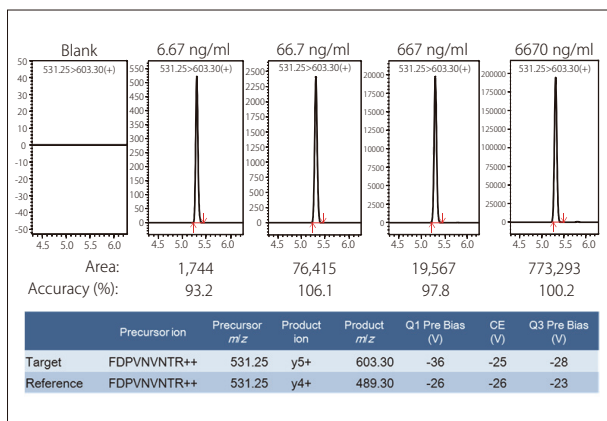 Blank 6.67 ng/ml 66.7 ng/ml 667 ng/ml 6670 ng/ml
531.25>603.30(+) 531.25>603.30(+) 531.25>603.30(+) 531.25>603.30(+) 531.25>603.30(+)
50 40 30 20 10 0 -10 -20 -30 -40 -50
550 500 450 400 350 300 250 200 150 100 50 0
2500 2250 2000 1750 1500 1250 1000 750 500 250 0
20000 17500 15000 12500 10000 7500 5000 2500 0
200000 175000 150000 125000 100000 75000 50000 25000 0
4.5 5.0 5.5 6.0 4.5 5.0 5.5 6.0 4.5 5.0 5.5 6.0 4.5 5.0 5.5 6.0 4.5 5.0 5.5 6.0
Area: 1,744 76,415 19,567 773,293
Accuracy (%): 93.2 106.1 97.8 100.2
Precursor ion Precursor m/z Product ion Product m/z Q1 Pre Bias (V) CE (V) Q3 Pre Bias (V)
Target FDPVNVNTR++ 531.25 y5+ 603.30 -36 -25 -28
Reference FDPVNVNTR++ 531.25 y4+ 489.30 -26 -26 -23